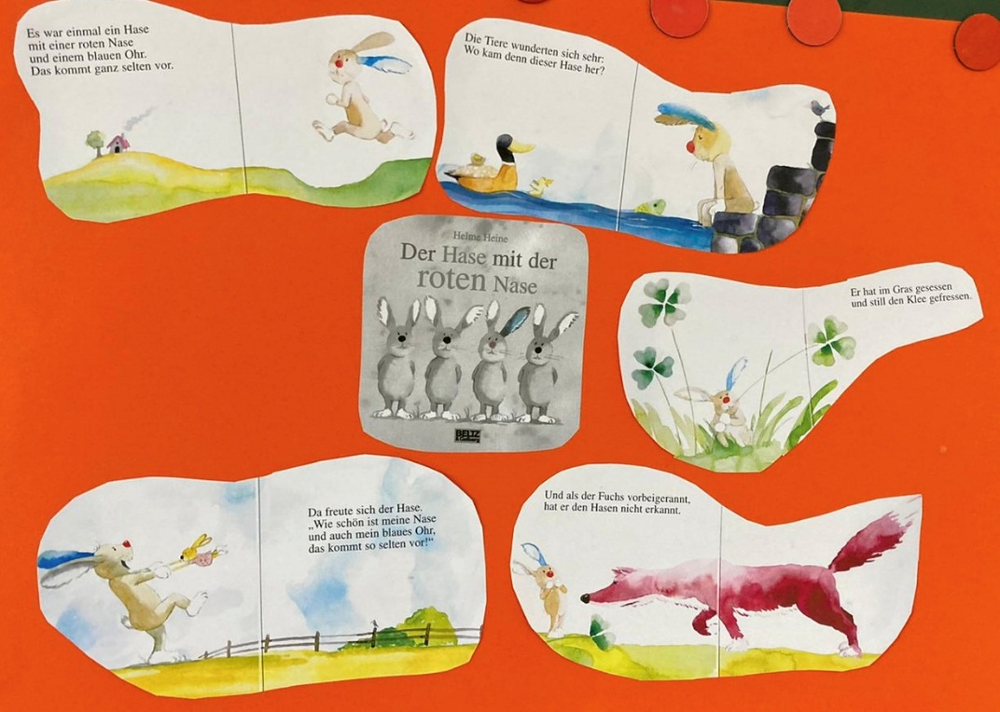 Es war einmal ein Hase
mit einer roten Nase
und einem blauen Ohr.
Das kommt ganz selten vor.
Die Tiere wunderten sich sehr:
Wo kam denn dieser Hase her?
Helme Heine
Der Hase mit der
roten Nase
BELTZ
& Gelberg
Er hat im Gras gesessen
und still den Klee gefressen.
Und als der Fuchs vorbeigerannt,
hat er den Hasen nicht erkannt.
Da freute sich der Hase.
„Wie schön ist meine Nase
und auch mein blaues Ohr,
das kommt so selten vor!“